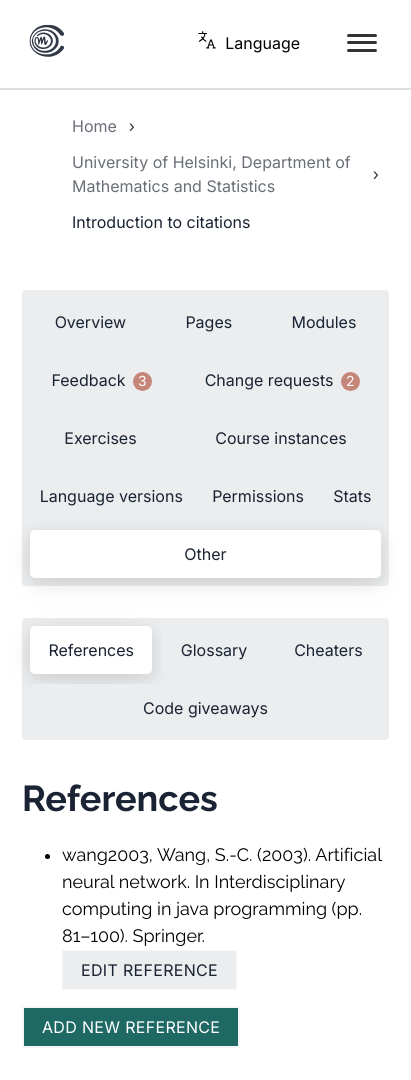 Language
Home ›
University of Helsinki, Department of
Mathematics and Statistics ›
Introduction to citations
Overview Pages Modules
Feedback 3 Change requests 2
Exercises Course instances
Language versions Permissions Stats
Other
References Glossary Cheaters
Code giveaways
References
• wang2003, Wang, S.-C. (2003). Artificial
neural network. In Interdisciplinary
computing in java programming (pp.
81–100). Springer.
EDIT REFERENCE
ADD NEW REFERENCE